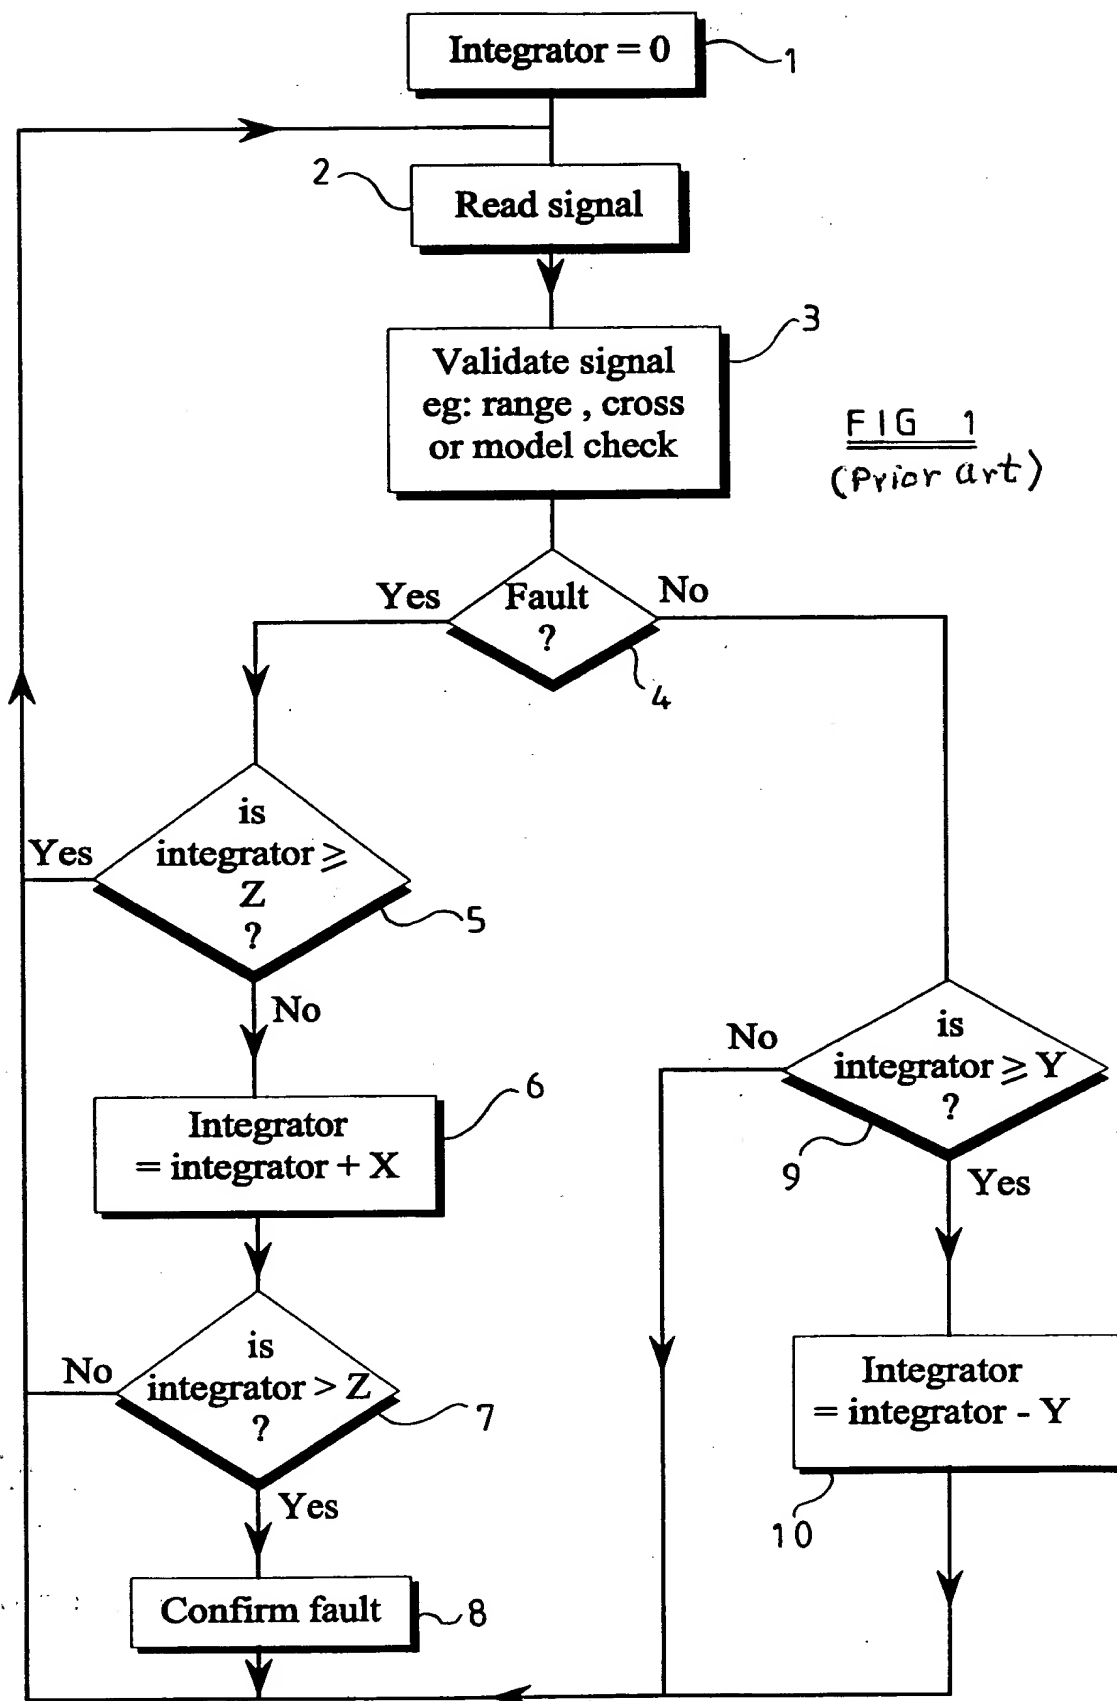 Integrator = 0
1
2
Read signal
3
Validate signal
eg: range , cross
or model check
FIG 1
(Prior art)
Yes
Fault
?
No
4
is
integrator ≥
Z
?
Yes
5
No
6
Integrator
= integrator + X
is
integrator > Z
?
No
7
Yes
Confirm fault
8
is
integrator ≥ Y
?
No
9
Yes
Integrator
= integrator - Y
10